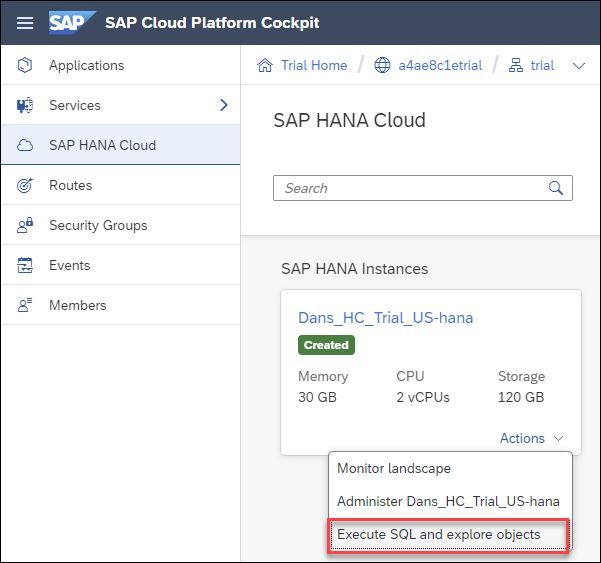 SAP SAP Cloud Platform Cockpit
Applications
Services
SAP HANA Cloud
Routes
Security Groups
Events
Members
Trial Home / a4ae8c1etrial / trial
SAP HANA Cloud
Search
SAP HANA Instances
Dans_HC_Trial_US-hana
Created
Memory CPU Storage
30 GB 2 vCPUs 120 GB
Actions
Monitor landscape
Administer Dans_HC_Trial_US-hana
Execute SQL and explore objects